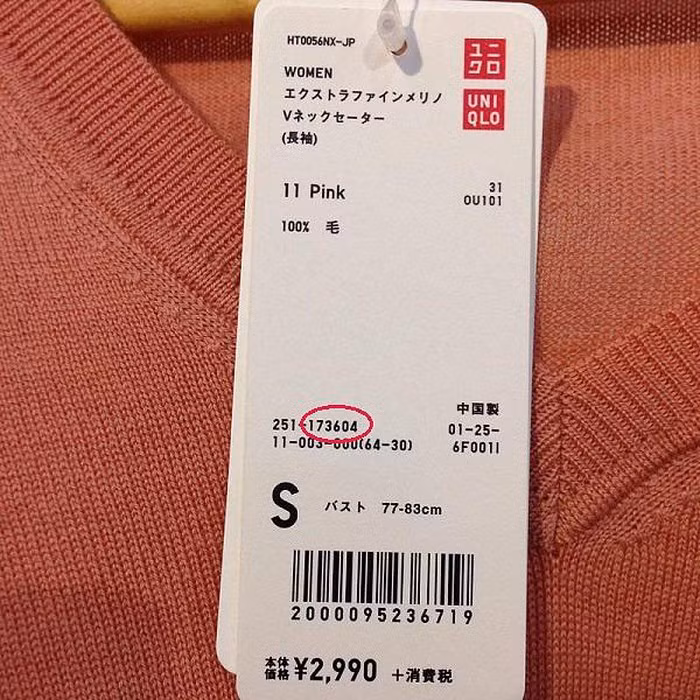 HT0056NX-JP
ユニ
クロ
UNI
QLO
WOMEN
エクストラファインメリノ
Vネックセーター
(長袖)
11 Pink
31
OU101
100% 毛
中国製
251-173604
01-25-
11-003-000(64-30)
6F001I
S バスト 77-83cm
2000095236719
本体
価格 ¥2,990 +消費税